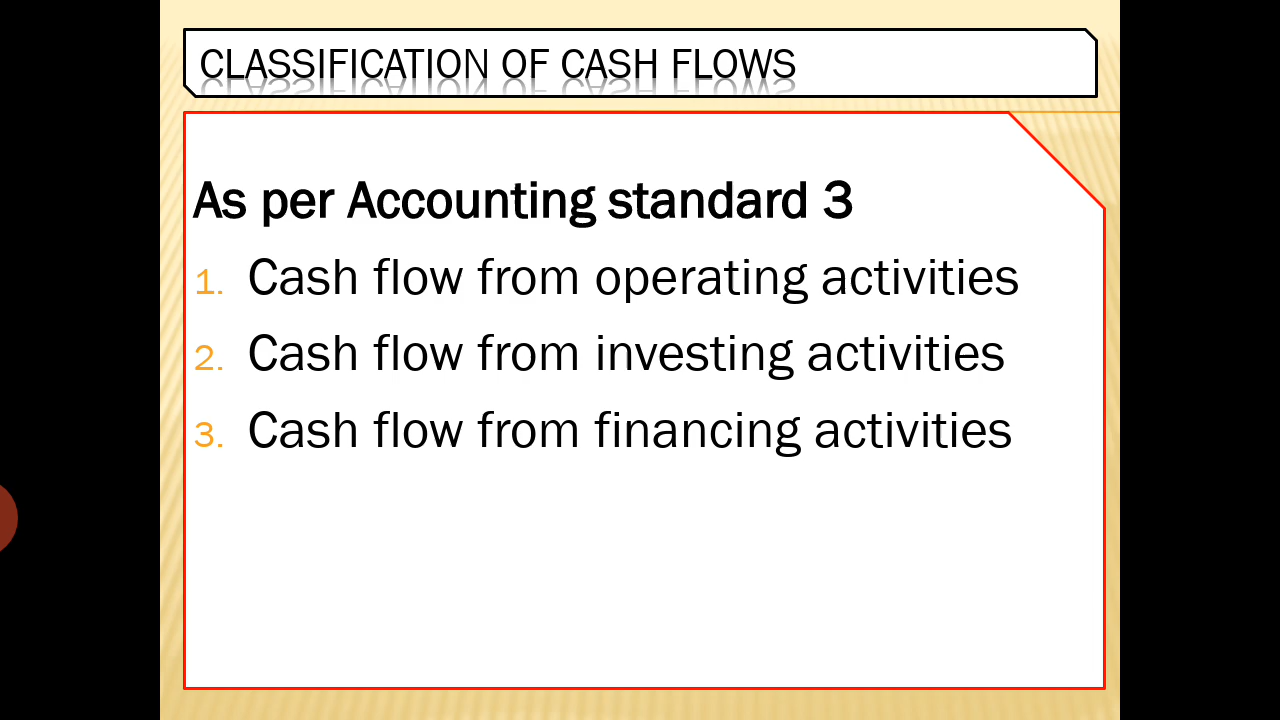 CLASSIFICATION OF CASH FLOWS
As per Accounting standard 3
1. Cash flow from operating activities
2. Cash flow from investing activities
3. Cash flow from financing activities